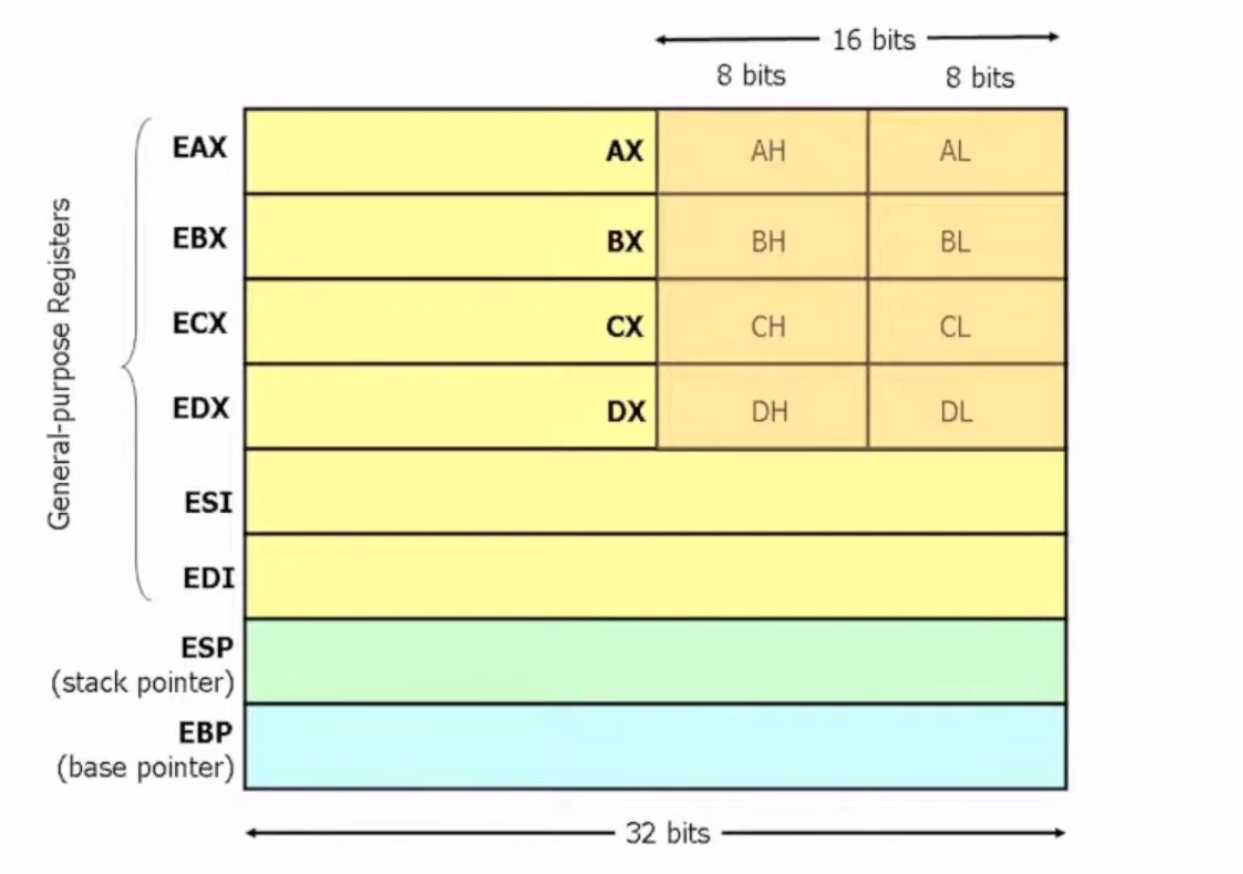 16 bits
8 bits 8 bits
General-purpose Registers
EAX AX AH AL
EBX BX BH BL
ECX CX CH CL
EDX DX DH DL
ESI
EDI
ESP
(stack pointer)
EBP
(base pointer)
32 bits